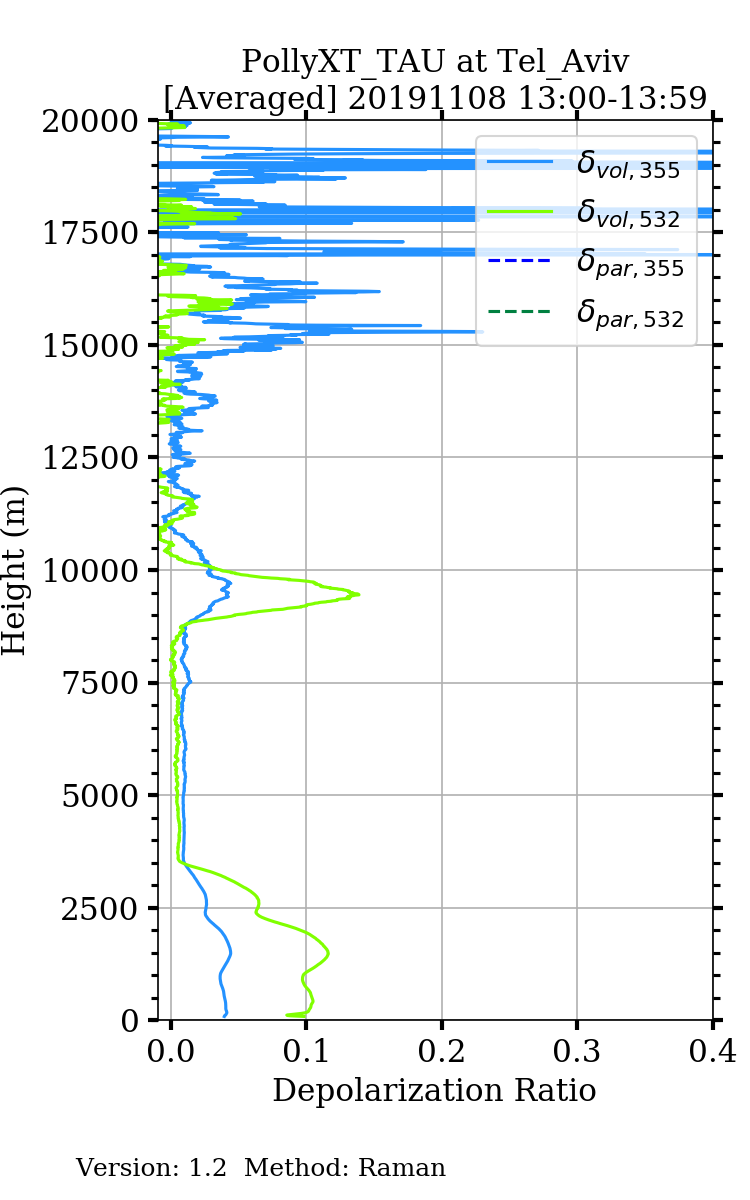 PollyXT_TAU at Tel_Aviv
[Averaged] 20191108 13:00-13:59
20000
17500
15000
12500
10000
7500
5000
2500
0
Height (m)
δvol, 355
δvol, 532
δpar, 355
δpar, 532
0.0 0.1 0.2 0.3 0.4
Depolarization Ratio
Version: 1.2 Method: Raman